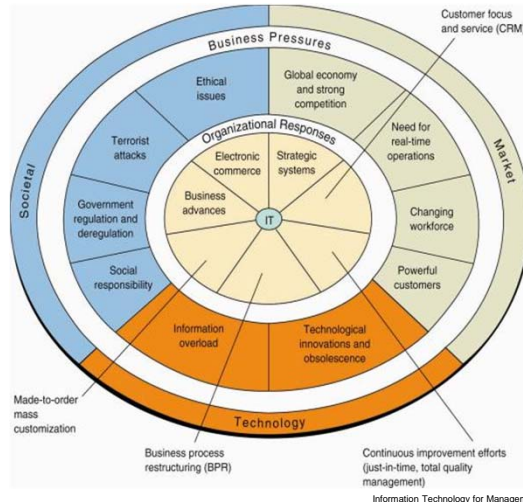 Customer focus
and service (CRM)
Business Pressures
Ethical
issues
Global economy
and strong
competition
Organizational Responses
Terrorist
attacks
Need for
real-time
operations
Electronic
commerce
Strategic
systems
Societal
Market
Business
advances
Government
regulation and
deregulation
IT
Changing
workforce
Social
responsibility
Powerful
customers
Information
overload
Technological
innovations and
obsolescence
Made-to-order
mass
customization
Technology
Business process
restructuring (BPR)
Continuous improvement efforts
(just-in-time, total quality
management)
Information Technology for Manager